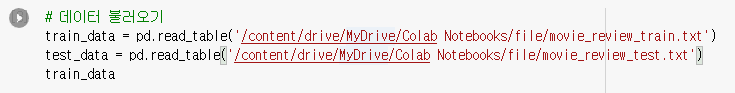 # 데이터 불러오기
train_data = pd.read_table('/content/drive/MyDrive/Colab Notebooks/file/movie_review_train.txt')
test_data = pd.read_table('/content/drive/MyDrive/Colab Notebooks/file/movie_review_test.txt')
train_data